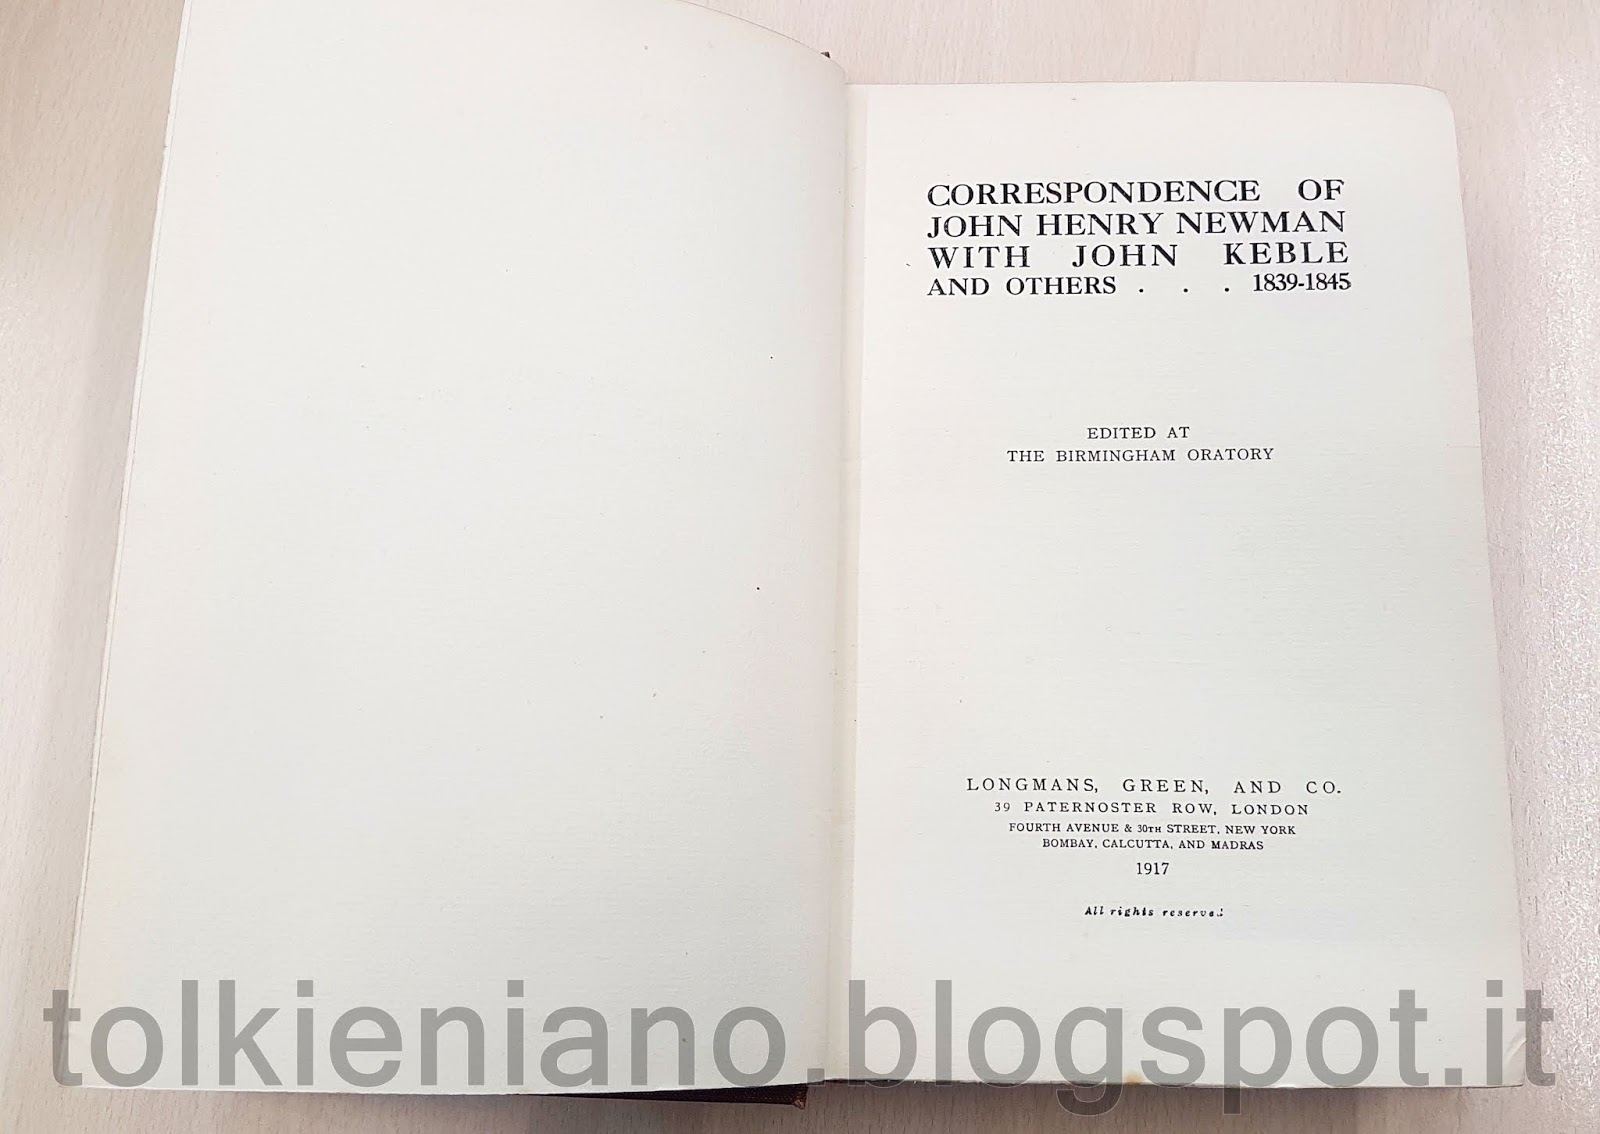 CORRESPONDENCE OF
JOHN HENRY NEWMAN
WITH JOHN KEBLE
AND OTHERS . . . 1839-1845
EDITED AT
THE BIRMINGHAM ORATORY
LONGMANS, GREEN, AND CO.
39 PATERNOSTER ROW, LONDON
FOURTH AVENUE & 30TH STREET, NEW YORK
BOMBAY, CALCUTTA, AND MADRAS
1917
All rights reserved
tolkieniano.blogspot.it